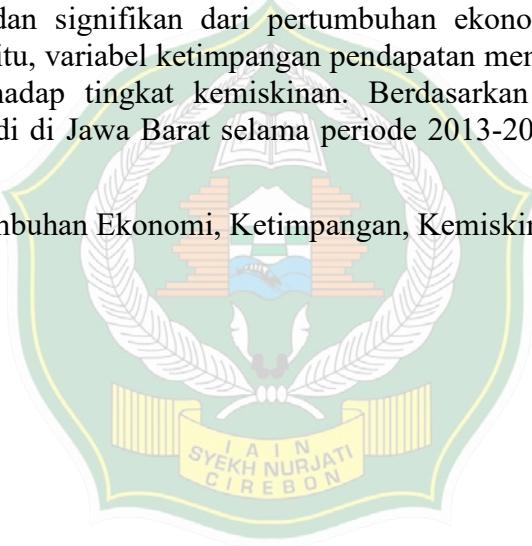 dan signifikan dari pertumbuhan ekono
itu, variabel ketimpangan pendapatan men
hadap tingkat kemiskinan. Berdasarkan
di di Jawa Barat selama periode 2013-20
mbuhan Ekonomi, Ketimpangan, Kemiskin
IAIN
SYEKH NURJATI
CIREBON